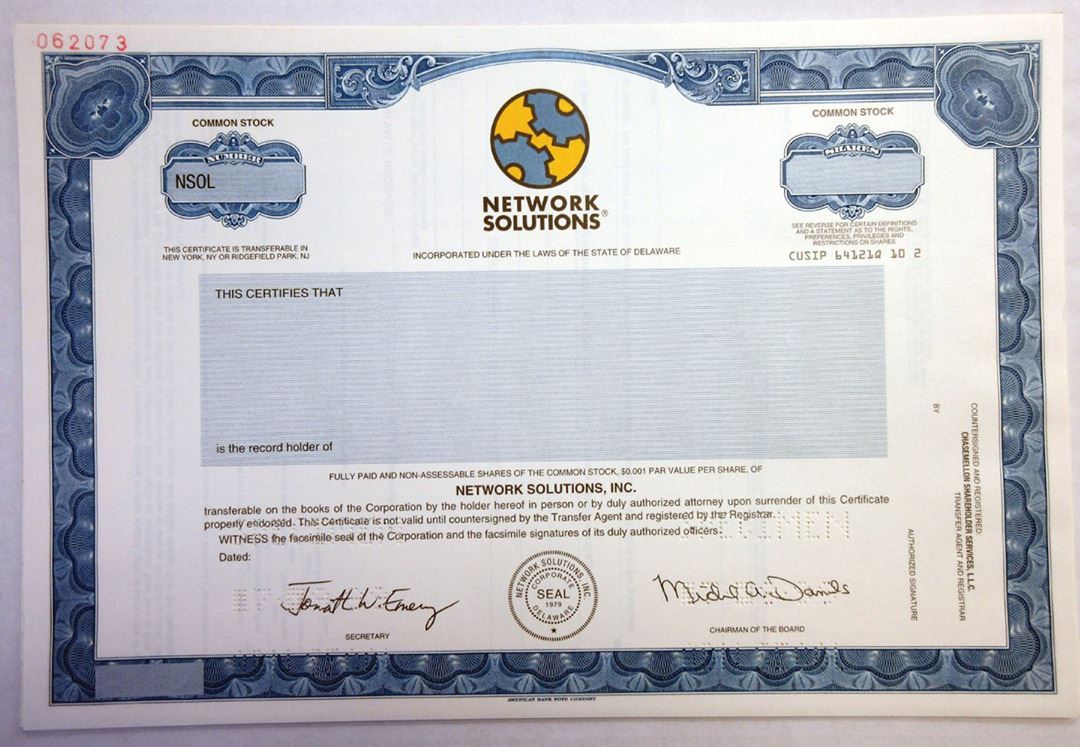 062073
COMMON STOCK
NUMBER
NSOL
THIS CERTIFICATE IS TRANSFERABLE IN
NEW YORK, NY OR RIDGEFIELD PARK, NJ
NETWORK
SOLUTIONS®
INCORPORATED UNDER THE LAWS OF THE STATE OF DELAWARE
COMMON STOCK
SHARES
SEE REVERSE FOR CERTAIN DEFINITIONS
AND A STATEMENT AS TO THE RIGHTS,
PREFERENCES, PRIVILEGES AND
RESTRICTIONS ON SHARES
CUSIP 64121Q 10 2
THIS CERTIFIES THAT
is the record holder of
FULLY PAID AND NON-ASSESSABLE SHARES OF THE COMMON STOCK, $0.001 PAR VALUE PER SHARE, OF
NETWORK SOLUTIONS, INC.
transferable on the books of the Corporation by the holder hereof in person or by duly authorized attorney upon surrender of this Certificate
properly endorsed. This Certificate is not valid until countersigned by the Transfer Agent and registered by the Registrar.
WITNESS the facsimile seal of the Corporation and the facsimile signatures of its duly authorized officers.
Dated:
SECRETARY
NETWORK SOLUTIONS, INC.
CORPORATE
SEAL
1979
DELAWARE
CHAIRMAN OF THE BOARD
COUNTERSIGNED AND REGISTERED:
CHASEMELLON SHAREHOLDER SERVICES, L.L.C.
TRANSFER AGENT AND REGISTRAR
BY
AUTHORIZED SIGNATURE
AMERICAN BANK NOTE COMPANY